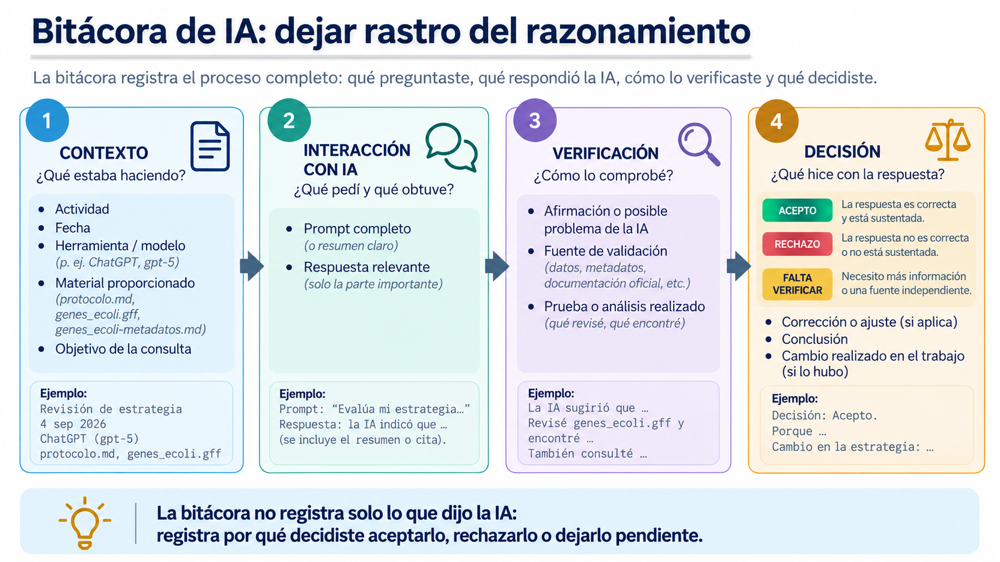 Bitácora de IA: dejar rastro del razonamiento
La bitácora registra el proceso completo: qué preguntaste, qué respondió la IA, cómo lo verificaste y qué decidiste.
1
CONTEXTO
¿Qué estaba haciendo?
• Actividad
• Fecha
• Herramienta / modelo
(p. ej. ChatGPT, gpt-5)
• Material proporcionado
(protocolo.md,
genes_ecoli.gff,
genes_ecoli-metadatos.md)
• Objetivo de la consulta
Ejemplo:
Revisión de estrategia
4 sep 2026
ChatGPT (gpt-5)
protocolo.md, genes_ecoli.gff
2
INTERACCIÓN
CON IA
¿Qué pedí y qué obtuve?
• Prompt completo
(o resumen claro)
• Respuesta relevante
(solo la parte importante)
Ejemplo:
Prompt: “Evalúa mi estrategia…”
Respuesta: la IA indicó que …
(se incluye el resumen o cita).
3
VERIFICACIÓN
¿Cómo lo comprobé?
• Afirmación o posible
problema de la IA
• Fuente de validación
(datos, metadatos,
documentación oficial, etc.)
• Prueba o análisis realizado
(qué revisé, qué encontré)
Ejemplo:
La IA sugirió que …
Revisé genes_ecoli.gff y
encontré …
También consulté …
4
DECISIÓN
¿Qué hice con la respuesta?
ACEPTO
La respuesta es correcta
y está sustentada.
RECHAZO
La respuesta no es correcta
o no está sustentada.
FALTA
VERIFICAR
Necesito más información
o una fuente independiente.
• Corrección o ajuste (si aplica)
• Conclusión
• Cambio realizado en el trabajo
(si lo hubo)
Ejemplo:
Decisión: Acepto.
Porque …
Cambio en la estrategia: …
La bitácora no registra solo lo que dijo la IA:
registra por qué decidiste aceptarlo, rechazarlo o dejarlo pendiente.